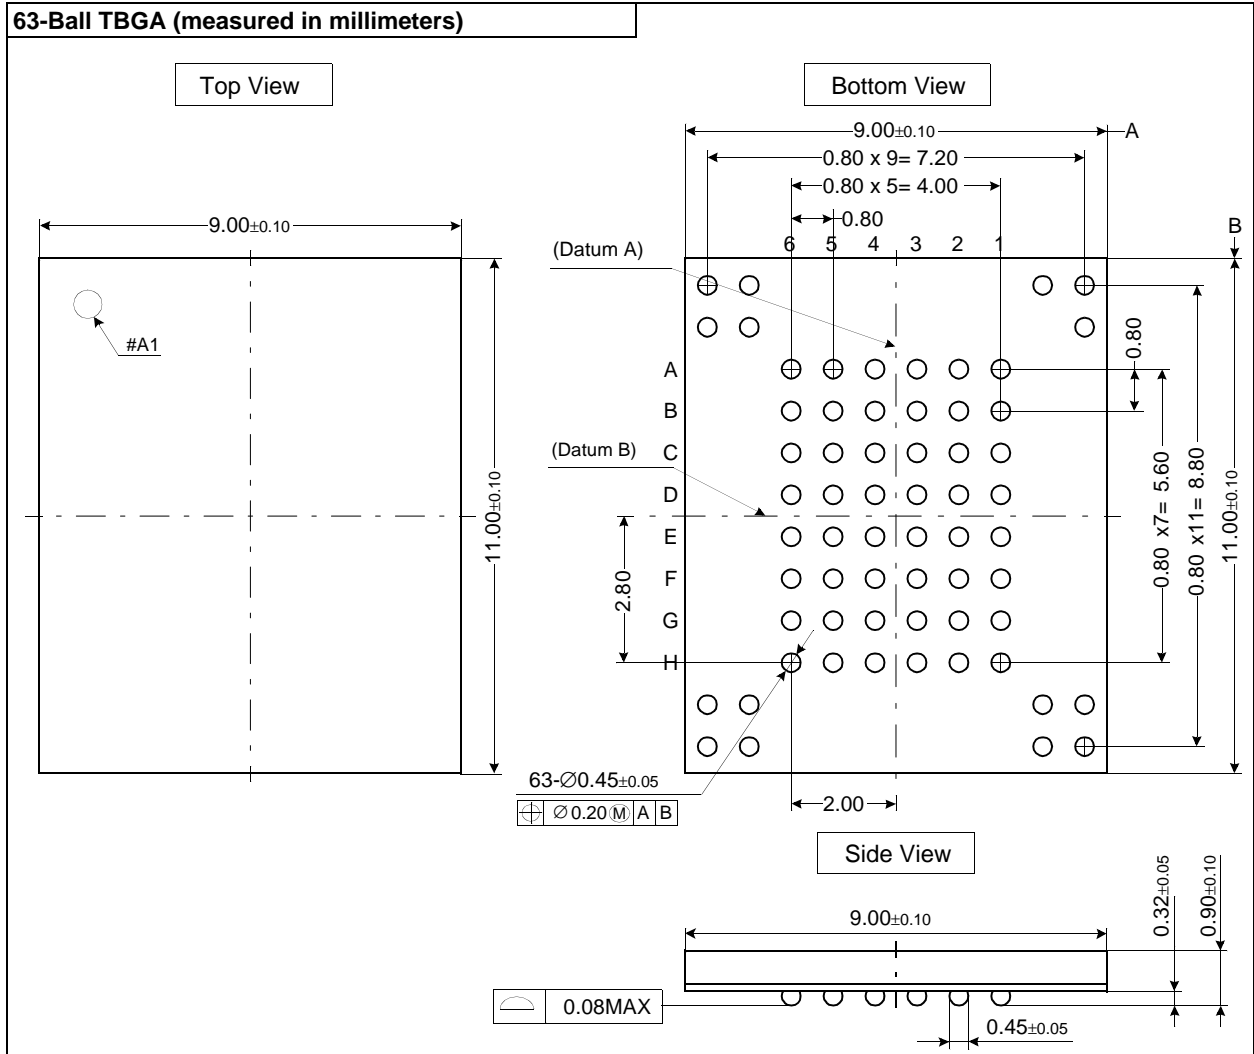 63-Ball TBGA (measured in millimeters)
Top View
Bottom View
9.00±0.10
A
0.80 x 9= 7.20
0.80 x 5= 4.00
0.80
9.00±0.10
B
6 5 4 3 2 1
(Datum A)
#A1
0.80
A
B
(Datum B)
C
D
E
F
G
H
11.00±0.10
2.80
0.80 x7= 5.60
0.80 x11= 8.80
11.00±0.10
63-Ø0.45±0.05
Ø 0.20 Ⓜ A B
2.00
Side View
9.00±0.10
0.32±0.05
0.90±0.10
0.08MAX
0.45±0.05